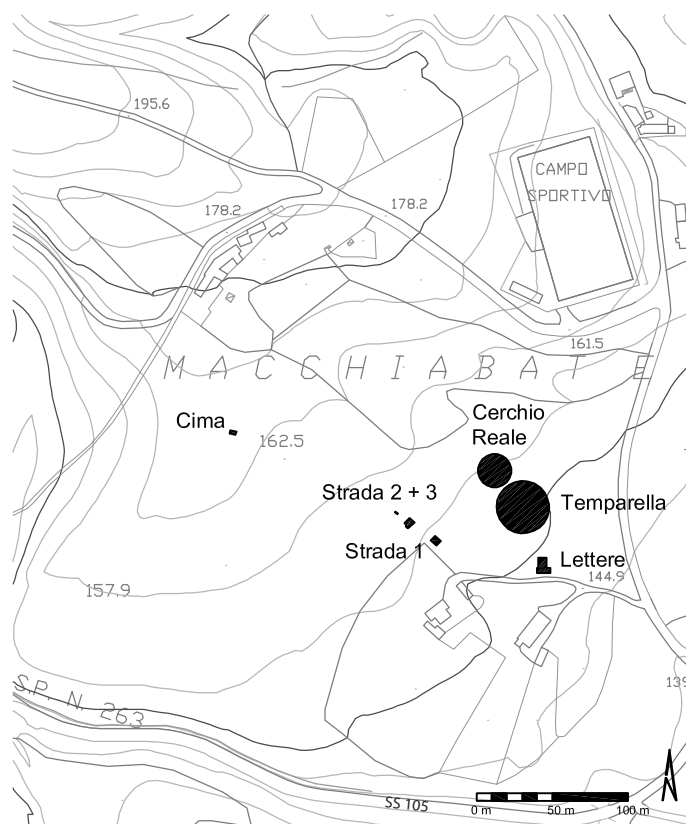 195.6
CAMPO
SPORTIVO
178.2
178.2
161.5
MACCHIABATE
Cima
162.5
Cerchio
Reale
Strada 2 + 3
Temparella
Strada 1
Lettere
144.9
157.9
S.P. N. 263
139
SS 105
0 m
50 m
100 m